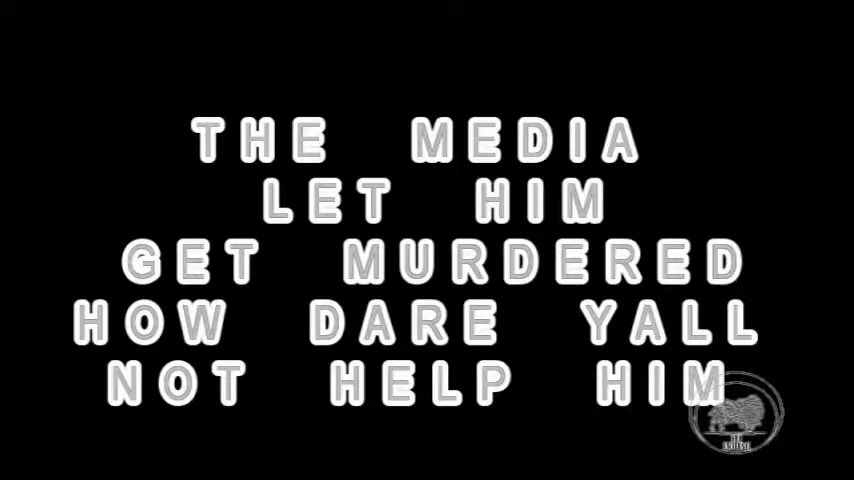 THE MEDIA
LET HIM
GET MURDERED
HOW DARE YALL
NOT HELP HIM